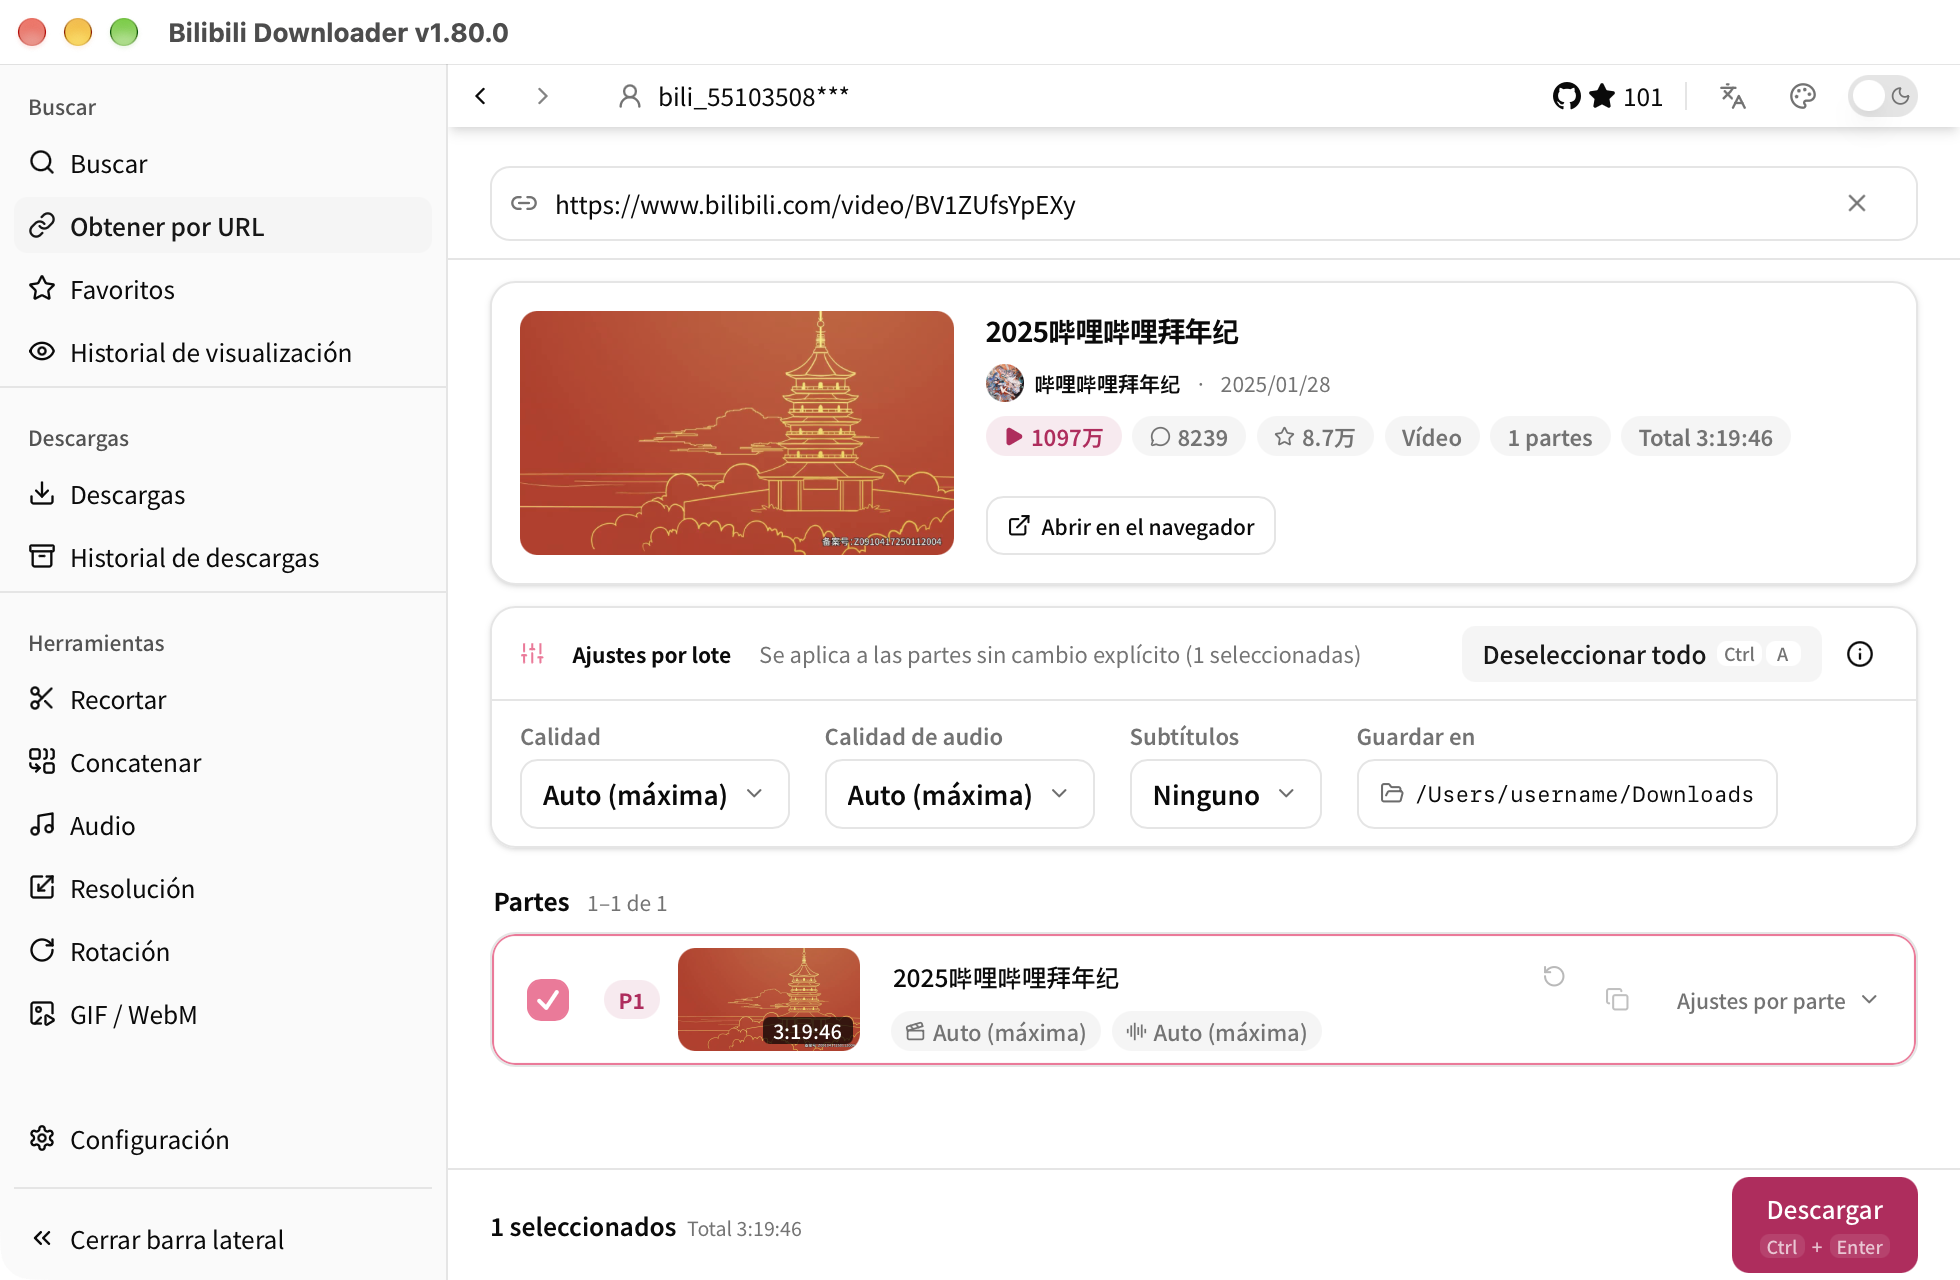 Bilibili Downloader v1.80.0
Buscar
Buscar
Obtener por URL
Favoritos
Historial de visualización
Descargas
Descargas
Historial de descargas
Herramientas
Recortar
Concatenar
Audio
Resolución
Rotación
GIF / WebM
Configuración
Cerrar barra lateral
bili_55103508***
101
https://www.bilibili.com/video/BV1ZUfsYpEXy
备案号:Z0910417250112004
2025哔哩哔哩拜年纪
哔哩哔哩拜年纪 · 2025/01/28
1097万 8239 8.7万 Vídeo 1 partes Total 3:19:46
Abrir en el navegador
Ajustes por lote Se aplica a las partes sin cambio explícito (1 seleccionadas) Deseleccionar todo Ctrl A
Calidad Calidad de audio Subtítulos Guardar en
Auto (máxima) Auto (máxima) Ninguno /Users/username/Downloads
Partes 1–1 de 1
P1
3:19:46
2025哔哩哔哩拜年纪
Auto (máxima) Auto (máxima)
Ajustes por parte
1 seleccionados Total 3:19:46
Descargar
Ctrl + Enter